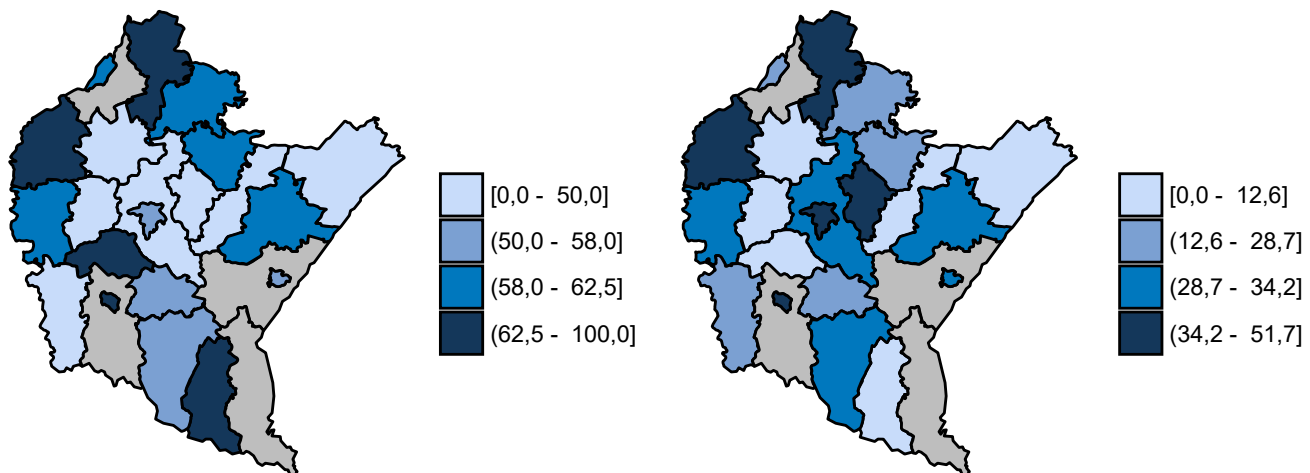 [0,0 - 50,0]
(50,0 - 58,0]
(58,0 - 62,5]
(62,5 - 100,0]
[0,0 - 12,6]
(12,6 - 28,7]
(28,7 - 34,2]
(34,2 - 51,7]